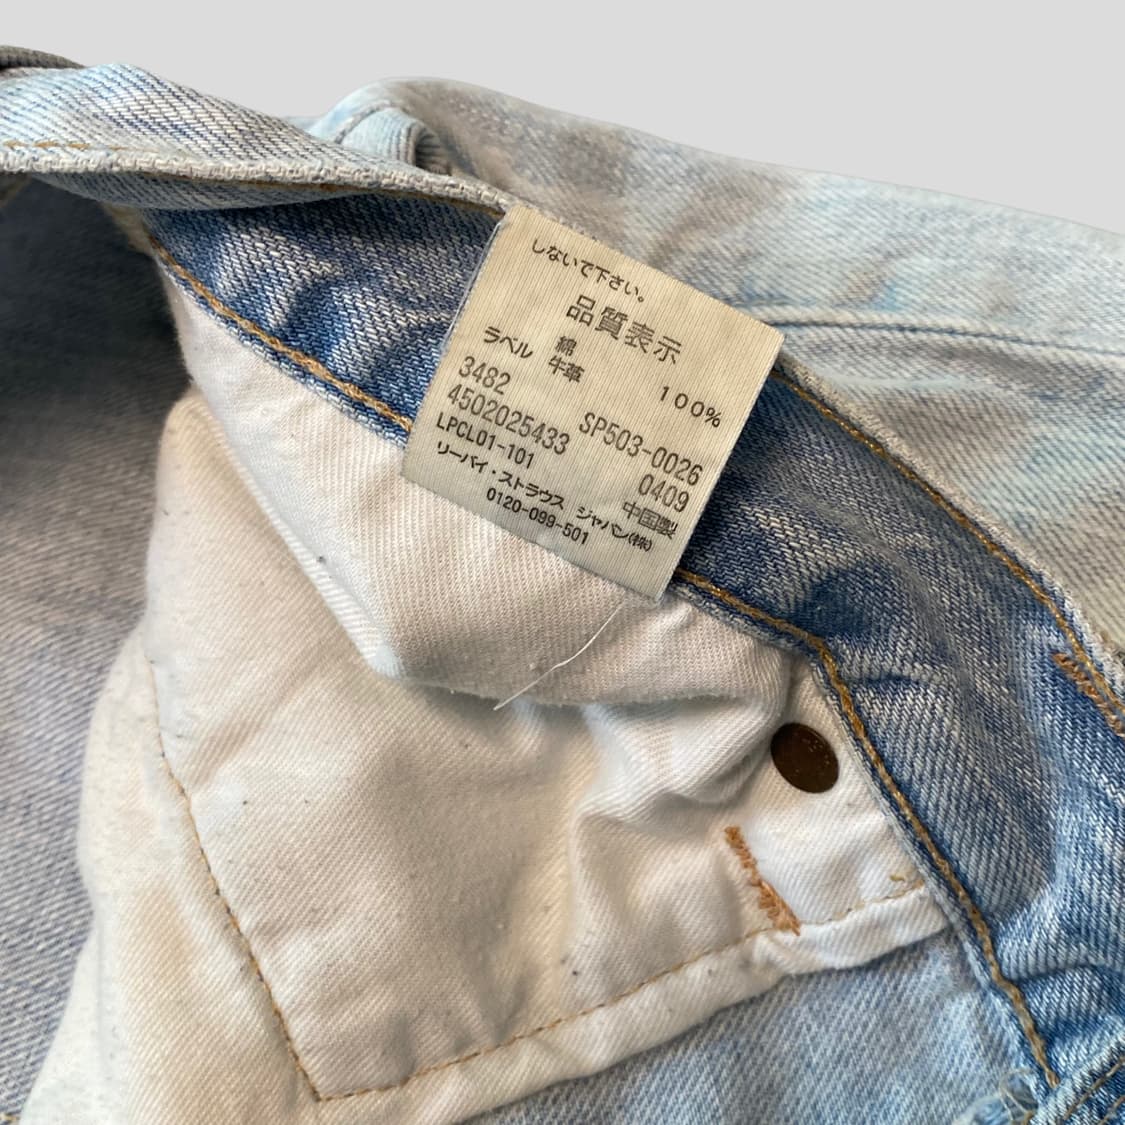 しないで下さい。
品質表示
綿 100%
ラベル 牛革
3482 SP503-0026
4502025433 0409
LPCL01-101 中国製
リーバイ・ストラウス ジャパン(株)
0120-099-501